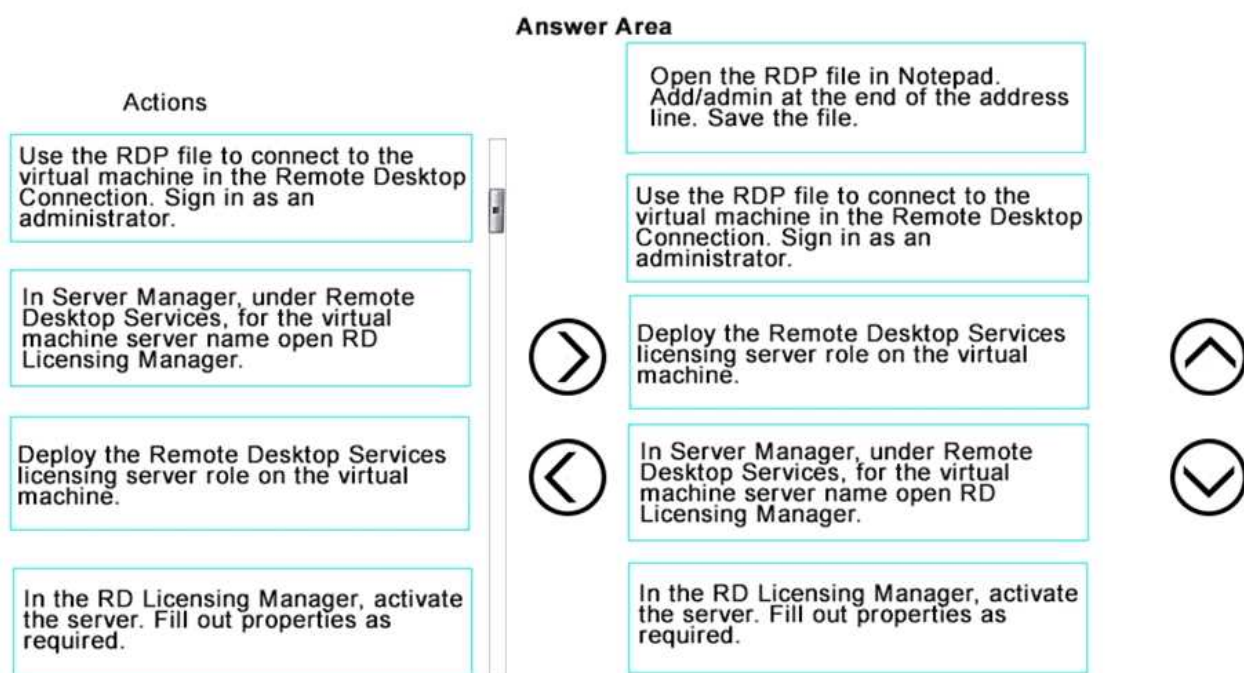 Answer Area
Actions
Use the RDP file to connect to the
virtual machine in the Remote Desktop
Connection. Sign in as an
administrator.
In Server Manager, under Remote
Desktop Services, for the virtual
machine server name open RD
Licensing Manager.
Deploy the Remote Desktop Services
licensing server role on the virtual
machine.
In the RD Licensing Manager, activate
the server. Fill out properties as
required.
Open the RDP file in Notepad.
Add/admin at the end of the address
line. Save the file.
Use the RDP file to connect to the
virtual machine in the Remote Desktop
Connection. Sign in as an
administrator.
Deploy the Remote Desktop Services
licensing server role on the virtual
machine.
In Server Manager, under Remote
Desktop Services, for the virtual
machine server name open RD
Licensing Manager.
In the RD Licensing Manager, activate
the server. Fill out properties as
required.